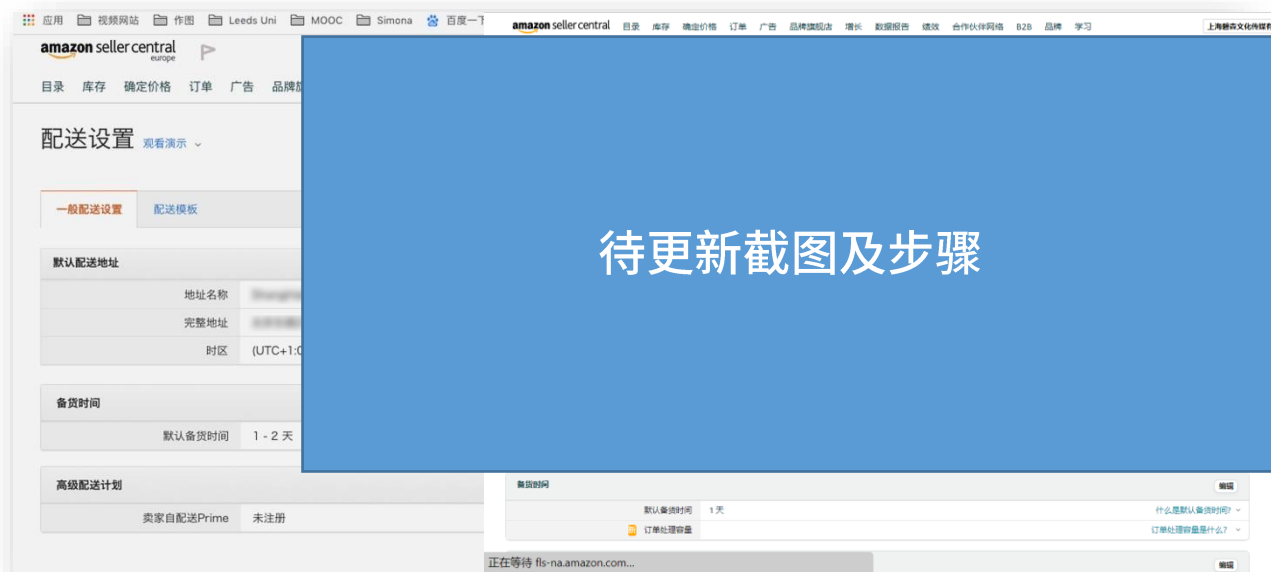 应用 视频网站 作图 Leeds Uni MOOC Simona 百度一下
amazon seller central
europe
目录 库存 确定价格 订单 广告 品牌旗
配送设置 观看演示
一般配送设置 配送模板
默认配送地址
地址名称
完整地址
时区 (UTC+1:0
备货时间
默认备货时间 1 - 2 天
高级配送计划
卖家自配送Prime 未注册
amazon seller central 目录 库存 确定价格 订单 广告 品牌旗舰店 增长 数据报告 绩效 合作伙伴网络 B2B 品牌 学习
待更新截图及步骤
备货时间 编辑
默认备货时间 1 天 什么是默认备货时间?
订单处理容量 订单处理容量是什么?
正在等待 fls-na.amazon.com...
编辑